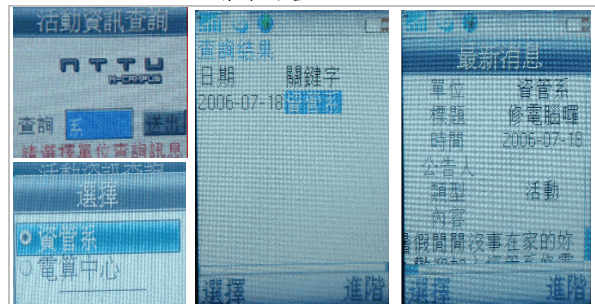 活動資訊查詢
NTTU
M-CAMPUS
查詢 系 送出
請選擇單位查詢訊息
選擇
資管系
電算中心
查詢結果
日期 關鍵字
2006-07-18 資管系
選擇 進階
最新消息
單位 資管系
標題 修電腦囉
時間 2006-07-18
公告人
類型 活動
內容
暑假閒閒沒事在家的妳
選擇 進階